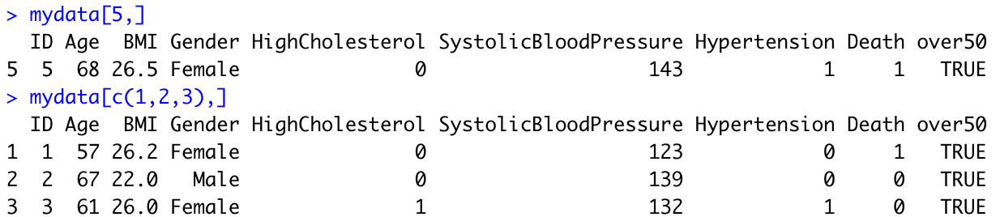 > mydata[5,]
  ID Age  BMI Gender HighCholesterol SystolicBloodPressure Hypertension Death over50
5  5  68 26.5 Female               0                   143            1     1   TRUE
> mydata[c(1,2,3),]
  ID Age  BMI Gender HighCholesterol SystolicBloodPressure Hypertension Death over50
1  1  57 26.2 Female               0                   123            0     1   TRUE
2  2  67 22.0   Male               0                   139            0     0   TRUE
3  3  61 26.0 Female               1                   132            1     0   TRUE